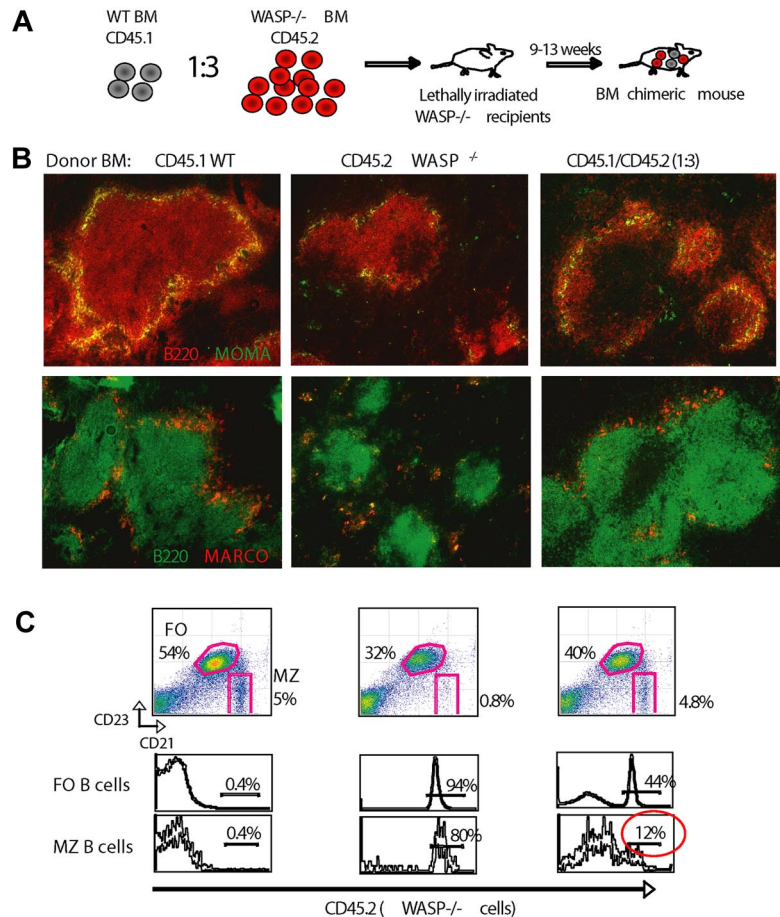 A
WT BM
CD45.1
1:3
WASP-/- BM
CD45.2
9-13 weeks
Lethally irradiated
WASP-/- recipients
BM chimeric mouse
B
Donor BM: CD45.1 WT
CD45.2 WASP -/-
CD45.1/CD45.2 (1:3)
B220 MOMA
B220 MARCO
C
FO
54%
MZ
5%
32%
0.8%
40%
4.8%
CD23
CD21
FO B cells
0.4%
94%
44%
MZ B cells
0.4%
80%
12%
CD45.2 ( WASP-/- cells)